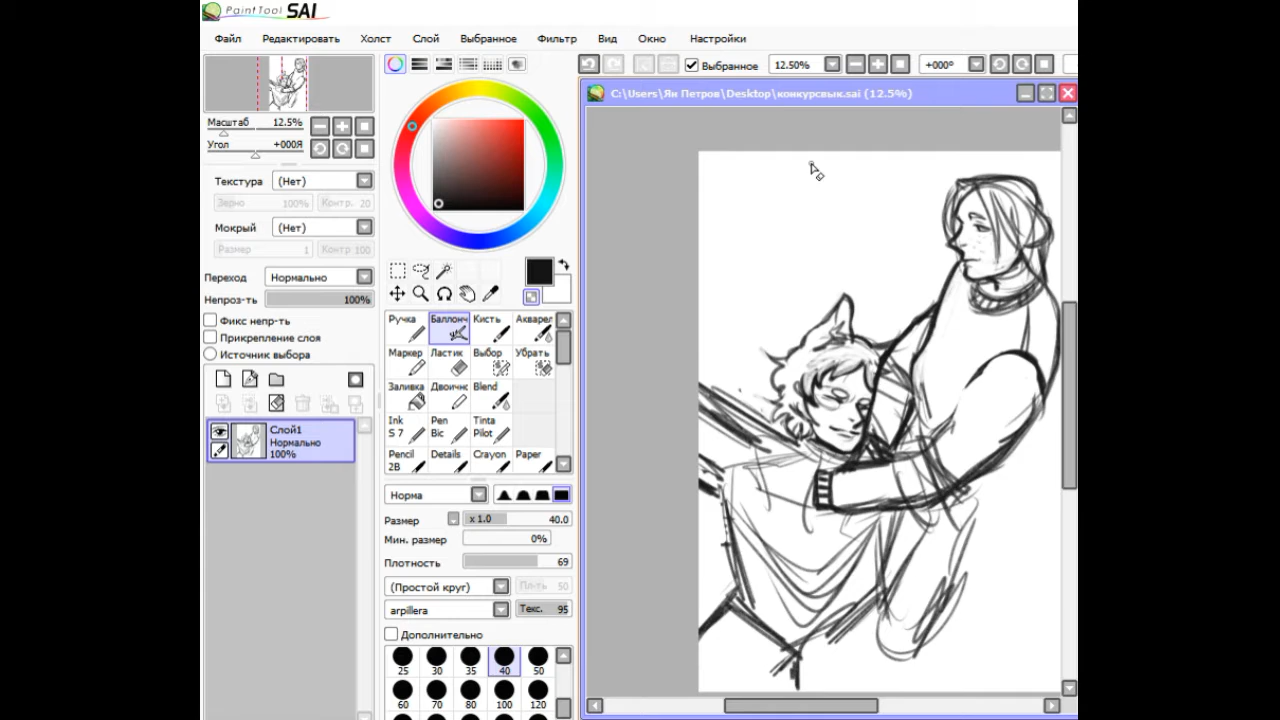 PaintTool SAI
Файл Редактировать Холст Слой Выбранное Фильтр Вид Окно Настройки
Выбранное 12.50% +000°
C:\Users\Ян Петров\Desktop\конкурсвык.sai (12.5%)
Масштаб 12.5%
Угол +000Я
Текстура (Нет)
Зерно 100% Контр. 20
Мокрый (Нет)
Размер 1 Контр 100
Переход Нормально
Непроз-ть 100%
Фикс непр-ть
Прикрепление слоя
Источник выбора
Слой1
Нормально
100%
Ручка Баллонч Кисть Акварел
Маркер Ластик Выбор Убрать
Заливка Двоичнс Blend
Ink S 7 Pen Bic Tinta Pilot
Pencil 2B Details Crayon Paper
Норма
Размер x 1.0 40.0
Мин. размер 0%
Плотность 69
(Простой круг) Пл-ть 50
arpillera Текс. 95
Дополнительно
25 30 35 40 50
60 70 80 100 120